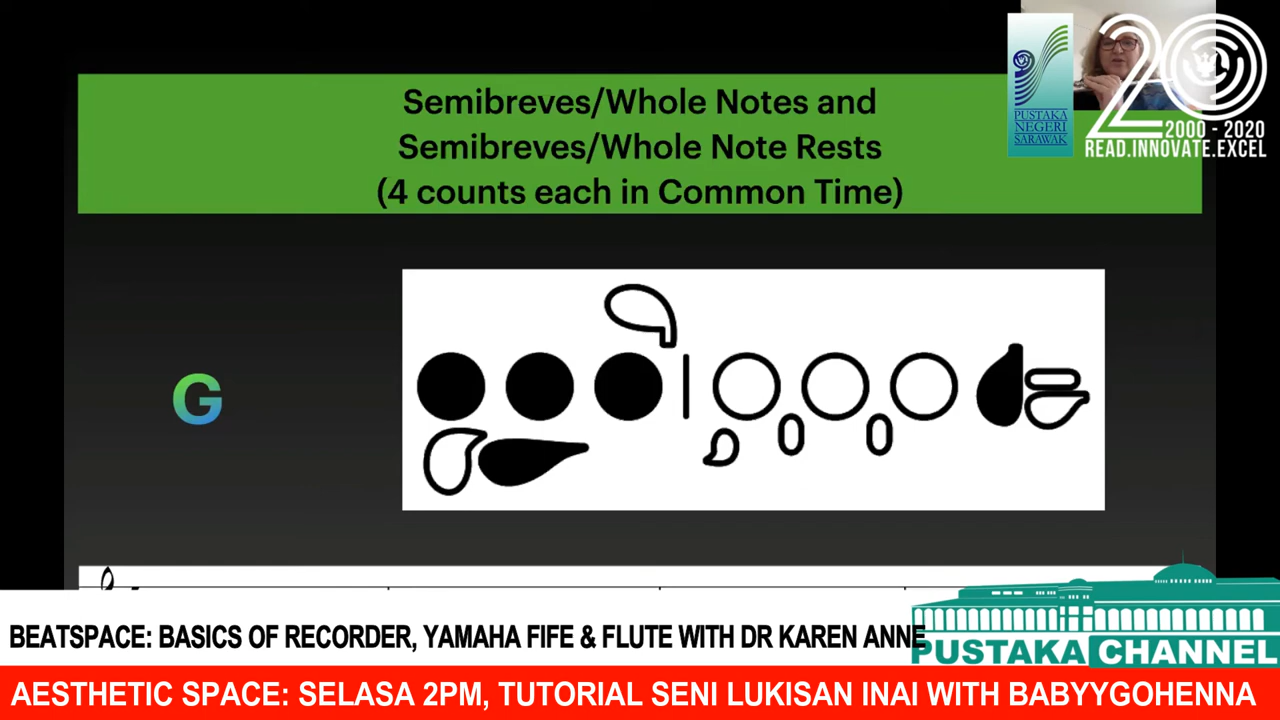 Semibreves/Whole Notes and
Semibreves/Whole Note Rests
(4 counts each in Common Time)
PUSTAKA
NEGERI
SARAWAK
20
2000 - 2020
READ.INNOVATE.EXCEL
G
BEATSPACE: BASICS OF RECORDER, YAMAHA FIFE & FLUTE WITH DR KAREN ANNE
PUSTAKA CHANNEL
AESTHETIC SPACE: SELASA 2PM, TUTORIAL SENI LUKISAN INAI WITH BABYYGOHENNA